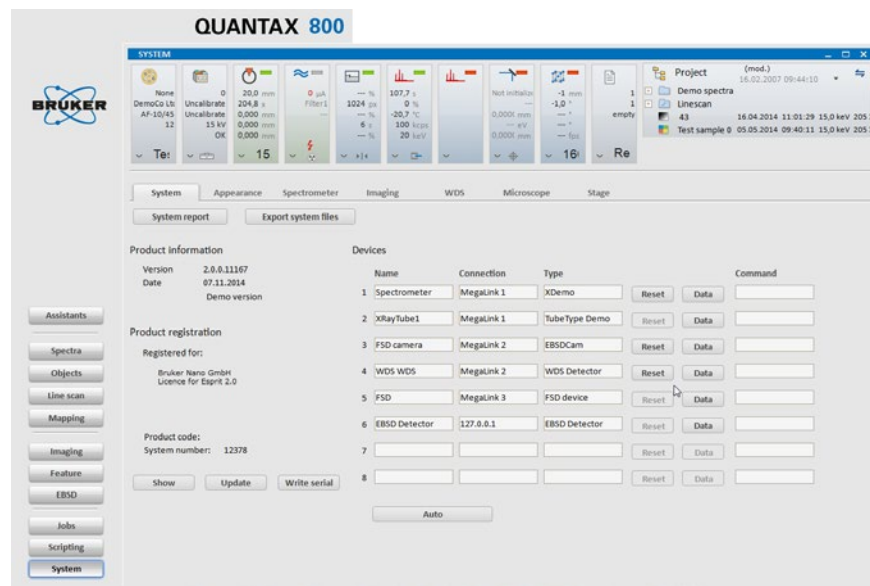 QUANTAX 800
BRUKER
SYSTEM
None
DemoCo Lt
AF-10/45
12
Te
0
Uncalibrate
Uncalibrate
15 kV
OK
20,0 mm
204,8 s
0,000 mm
0,000 mm
0,000 mm
15
0 µA
Filter1
---
--- %
1024 px
--- %
6 s
--- %
107,7 s
0 %
-20,7 °C
100 kcps
20 keV
Not initializ
---
0,000( mm
--- eV
0,000( mm
-1 mm
-1,0 °
--- °
--- °
--- fps
16
1
1
empty
Re
Project
(mod.)
16.02.2007 09:44:10
Demo spectra
Linescan
43 16.04.2014 11:01:29 15,0 keV 205
Test sample 0 05.05.2014 09:40:11 15,0 keV 205
System Appearance Spectrometer Imaging WDS Microscope Stage
System report Export system files
Product information
Version 2.0.0.11167
Date 07.11.2014
Demo version
Product registration
Registered for:
Bruker Nano GmbH
Licence for Esprit 2.0
Product code:
System number: 12378
Show Update Write serial
Devices
Name Connection Type Command
1 Spectrometer MegaLink 1 XDemo Reset Data
2 XRayTube1 MegaLink 1 TubeType Demo Reset Data
3 FSD camera MegaLink 2 EBSDCam Reset Data
4 WDS WDS MegaLink 2 WDS Detector Reset Data
5 FSD MegaLink 3 FSD device Reset Data
6 EBSD Detector 127.0.0.1 EBSD Detector Reset Data
7 Reset Data
8 Reset Data
Auto
Assistants
Spectra
Objects
Line scan
Mapping
Imaging
Feature
EBSD
Jobs
Scripting
System